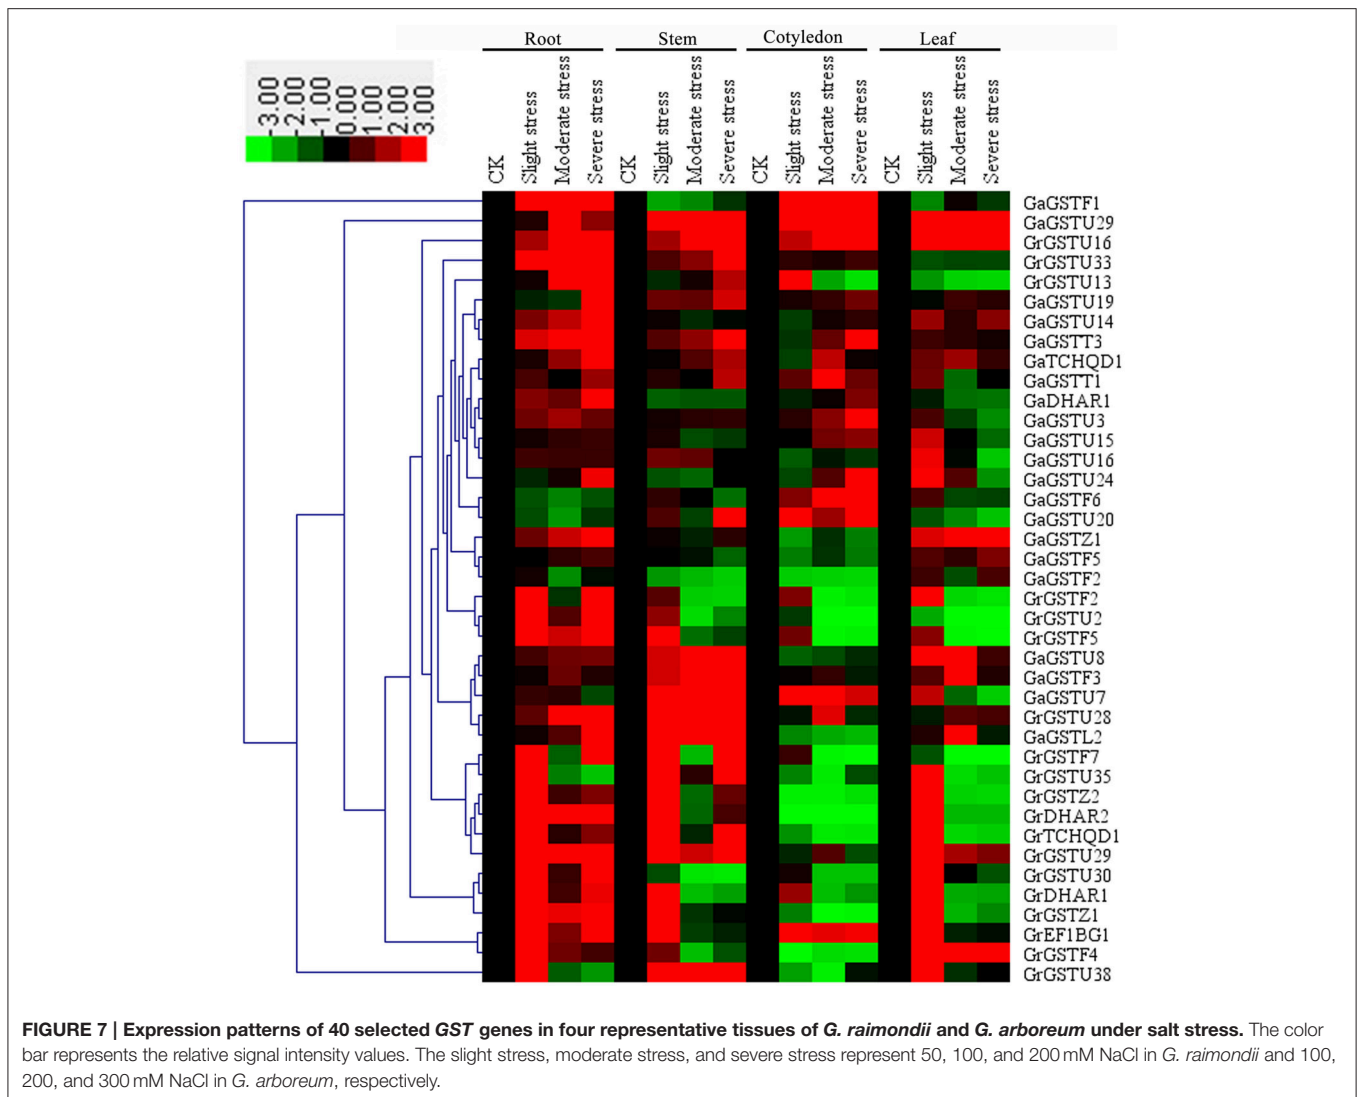 Root Stem Cotyledon Leaf
-3.00 -2.00 -1.00 0.00 1.00 2.00 3.00
CK Slight stress Moderate stress Severe stress CK Slight stress Moderate stress Severe stress CK Slight stress Moderate stress Severe stress CK Slight stress Moderate stress Severe stress
GaGSTF1
GaGSTU29
GrGSTU16
GrGSTU33
GrGSTU13
GaGSTU19
GaGSTU14
GaGSTT3
GaTCHQD1
GaGSTT1
GaDHAR1
GaGSTU3
GaGSTU15
GaGSTU16
GaGSTU24
GaGSTF6
GaGSTU20
GaGSTZ1
GaGSTF5
GaGSTF2
GrGSTF2
GrGSTU2
GrGSTF5
GaGSTU8
GaGSTF3
GaGSTU7
GrGSTU28
GaGSTL2
GrGSTF7
GrGSTU35
GrGSTZ2
GrDHAR2
GrTCHQD1
GrGSTU29
GrGSTU30
GrDHAR1
GrGSTZ1
GrEF1BG1
GrGSTF4
GrGSTU38
FIGURE 7 | Expression patterns of 40 selected GST genes in four representative tissues of G. raimondii and G. arboreum under salt stress. The color
bar represents the relative signal intensity values. The slight stress, moderate stress, and severe stress represent 50, 100, and 200 mM NaCl in G. raimondii and 100,
200, and 300 mM NaCl in G. arboreum, respectively.